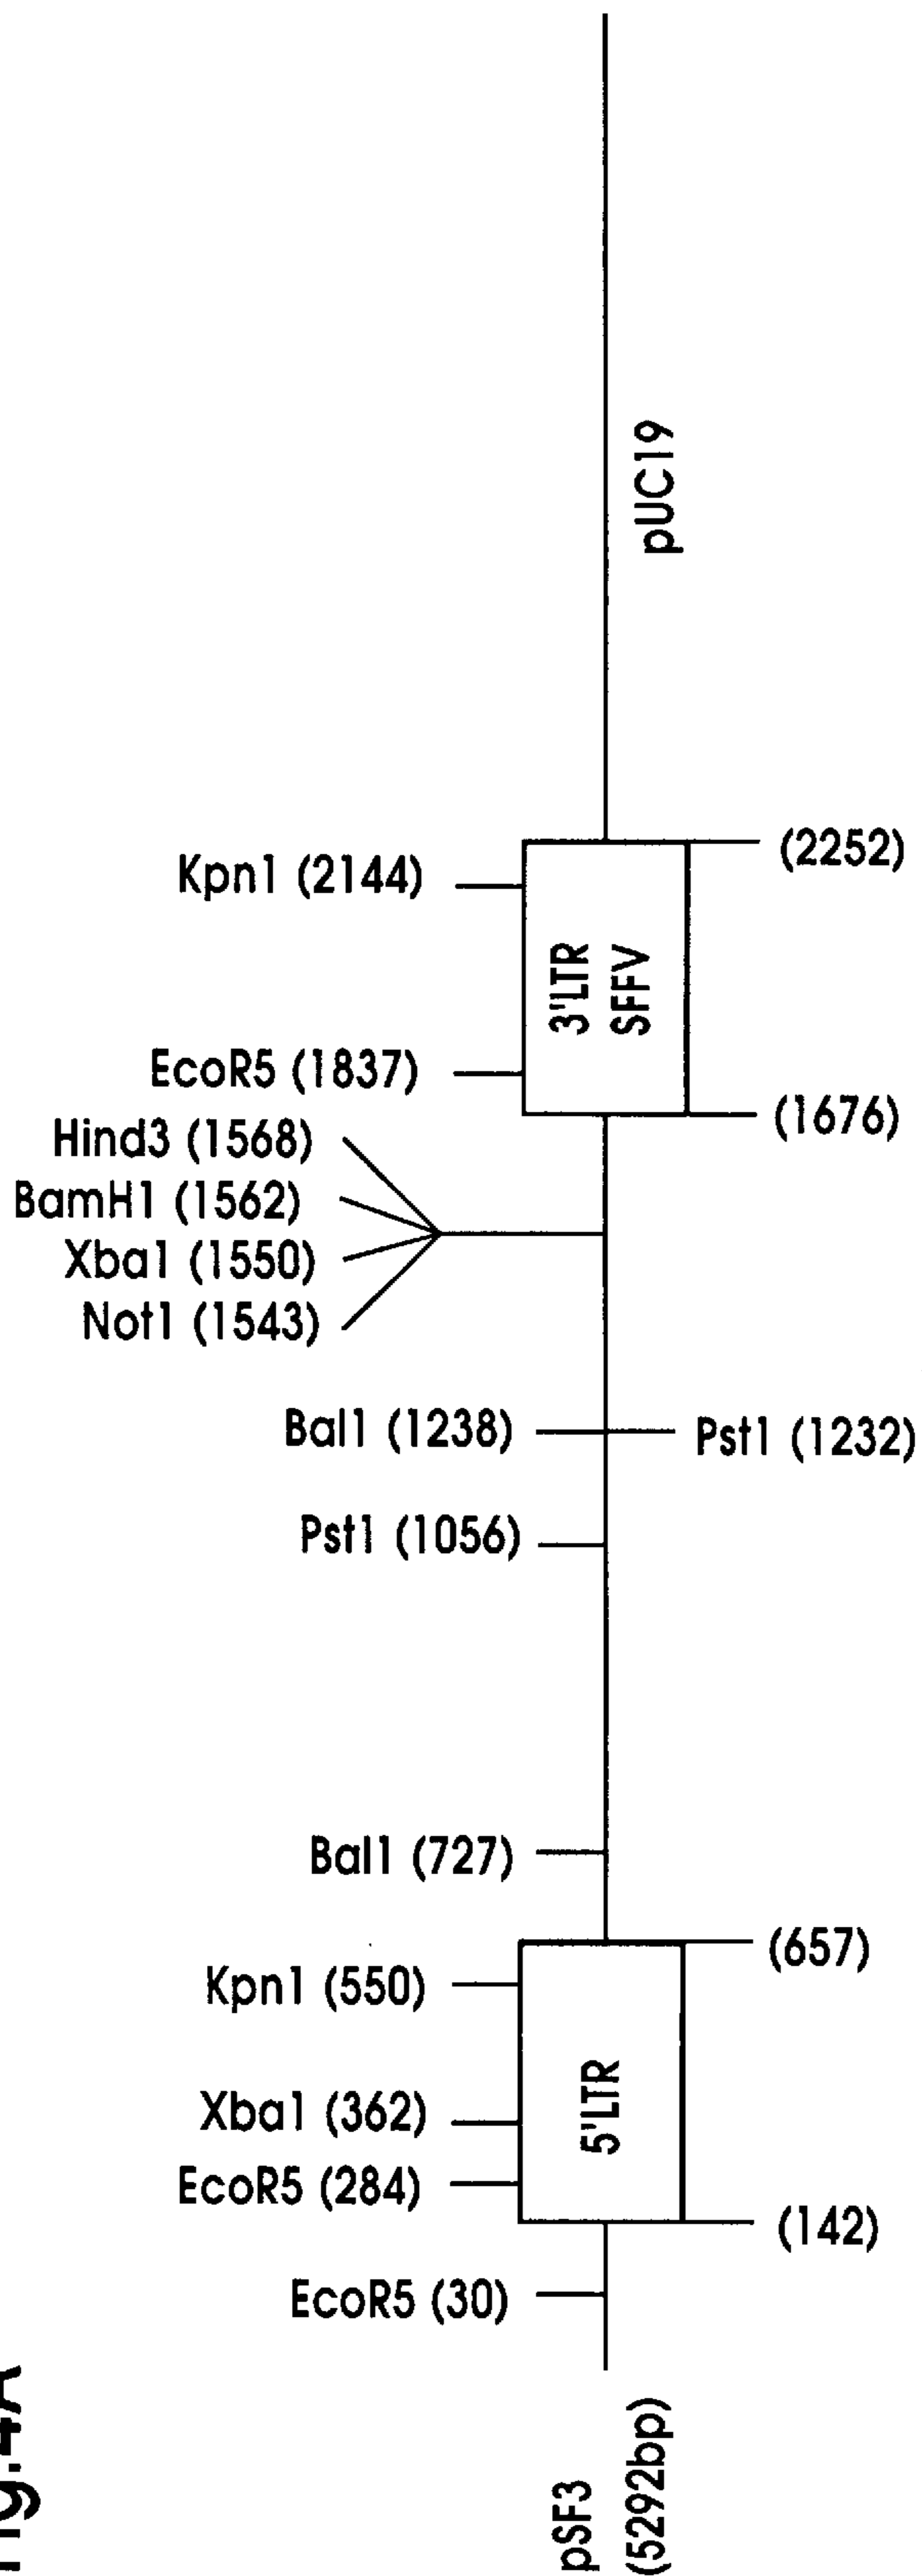 Fig.4A
pUC19
Kpn1 (2144)
(2252)
3'LTR
SFFV
EcoR5 (1837)
(1676)
Hind3 (1568)
BamH1 (1562)
Xba1 (1550)
Not1 (1543)
Bal1 (1238)
Pst1 (1232)
Pst1 (1056)
Bal1 (727)
(657)
Kpn1 (550)
5'LTR
Xba1 (362)
EcoR5 (284)
(142)
EcoR5 (30)
pSF3
(5292bp)